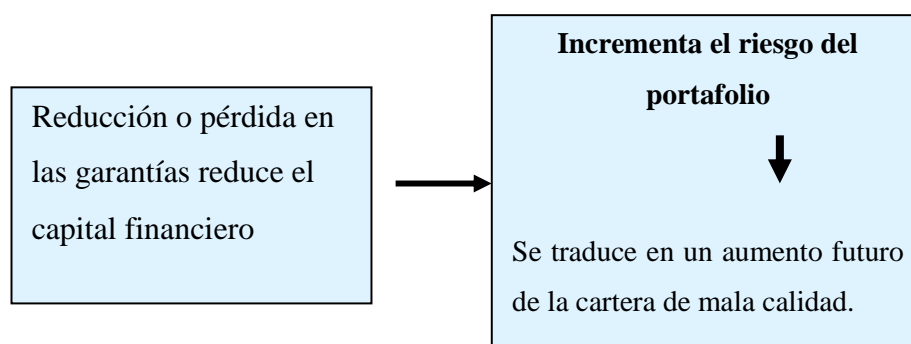 Reducción o pérdida en
las garantías reduce el
capital financiero
Incrementa el riesgo del
portafolio
Se traduce en un aumento futuro
de la cartera de mala calidad.